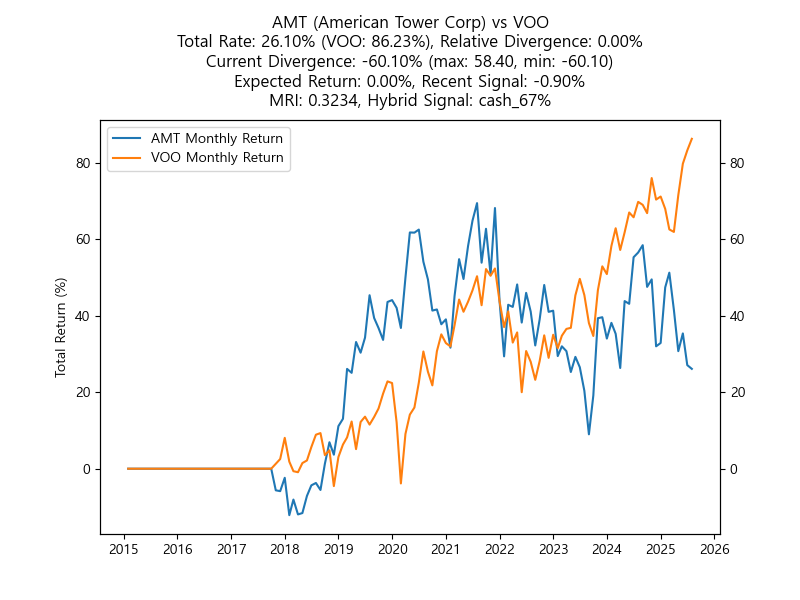 AMT (American Tower Corp) vs VOO
Total Rate: 26.10% (VOO: 86.23%), Relative Divergence: 0.00%
Current Divergence: -60.10% (max: 58.40, min: -60.10)
Expected Return: 0.00%, Recent Signal: -0.90%
MRI: 0.3234, Hybrid Signal: cash_67%
AMT Monthly Return
VOO Monthly Return
Total Return (%)
80
60
40
20
0
80
60
40
20
0
2015 2016 2017 2018 2019 2020 2021 2022 2023 2024 2025 2026